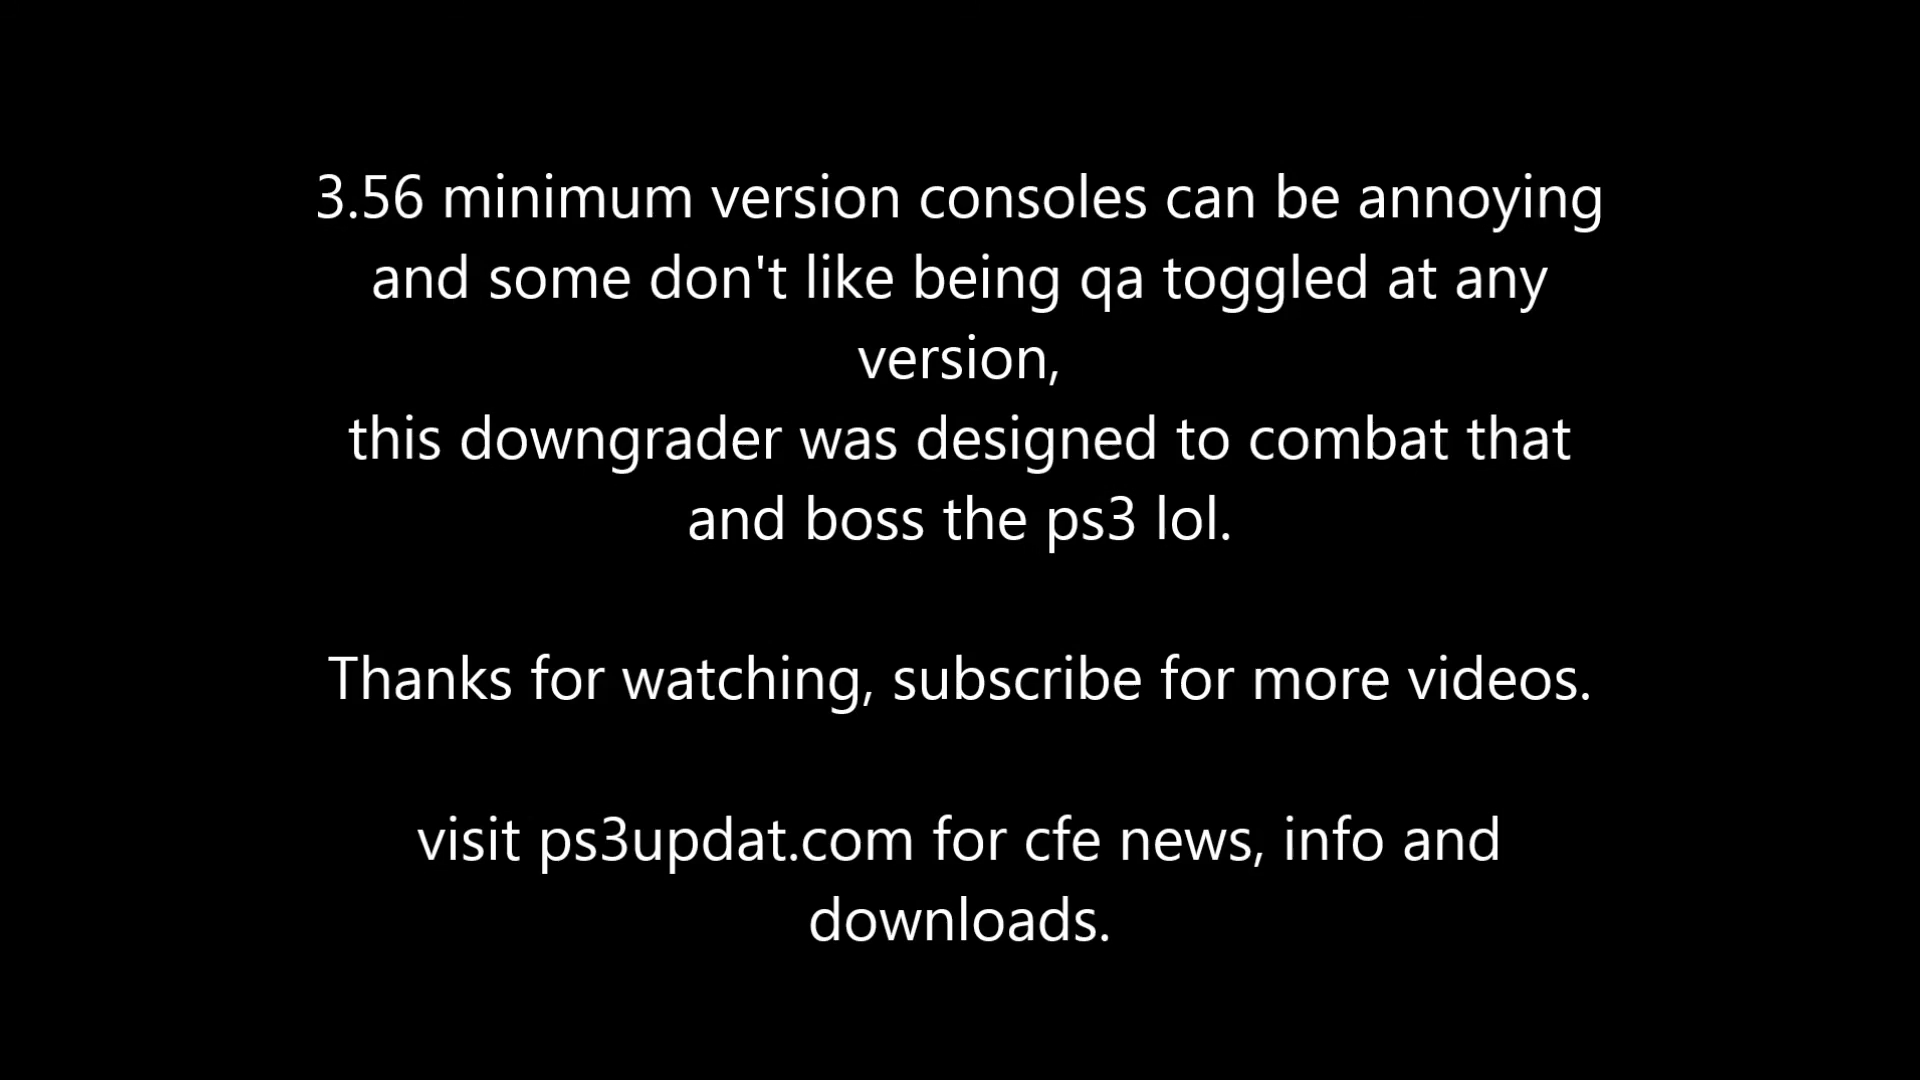 3.56 minimum version consoles can be annoying
and some don't like being qa toggled at any
version,
this downgrader was designed to combat that
and boss the ps3 lol.
Thanks for watching, subscribe for more videos.
visit ps3updat.com for cfe news, info and
downloads.